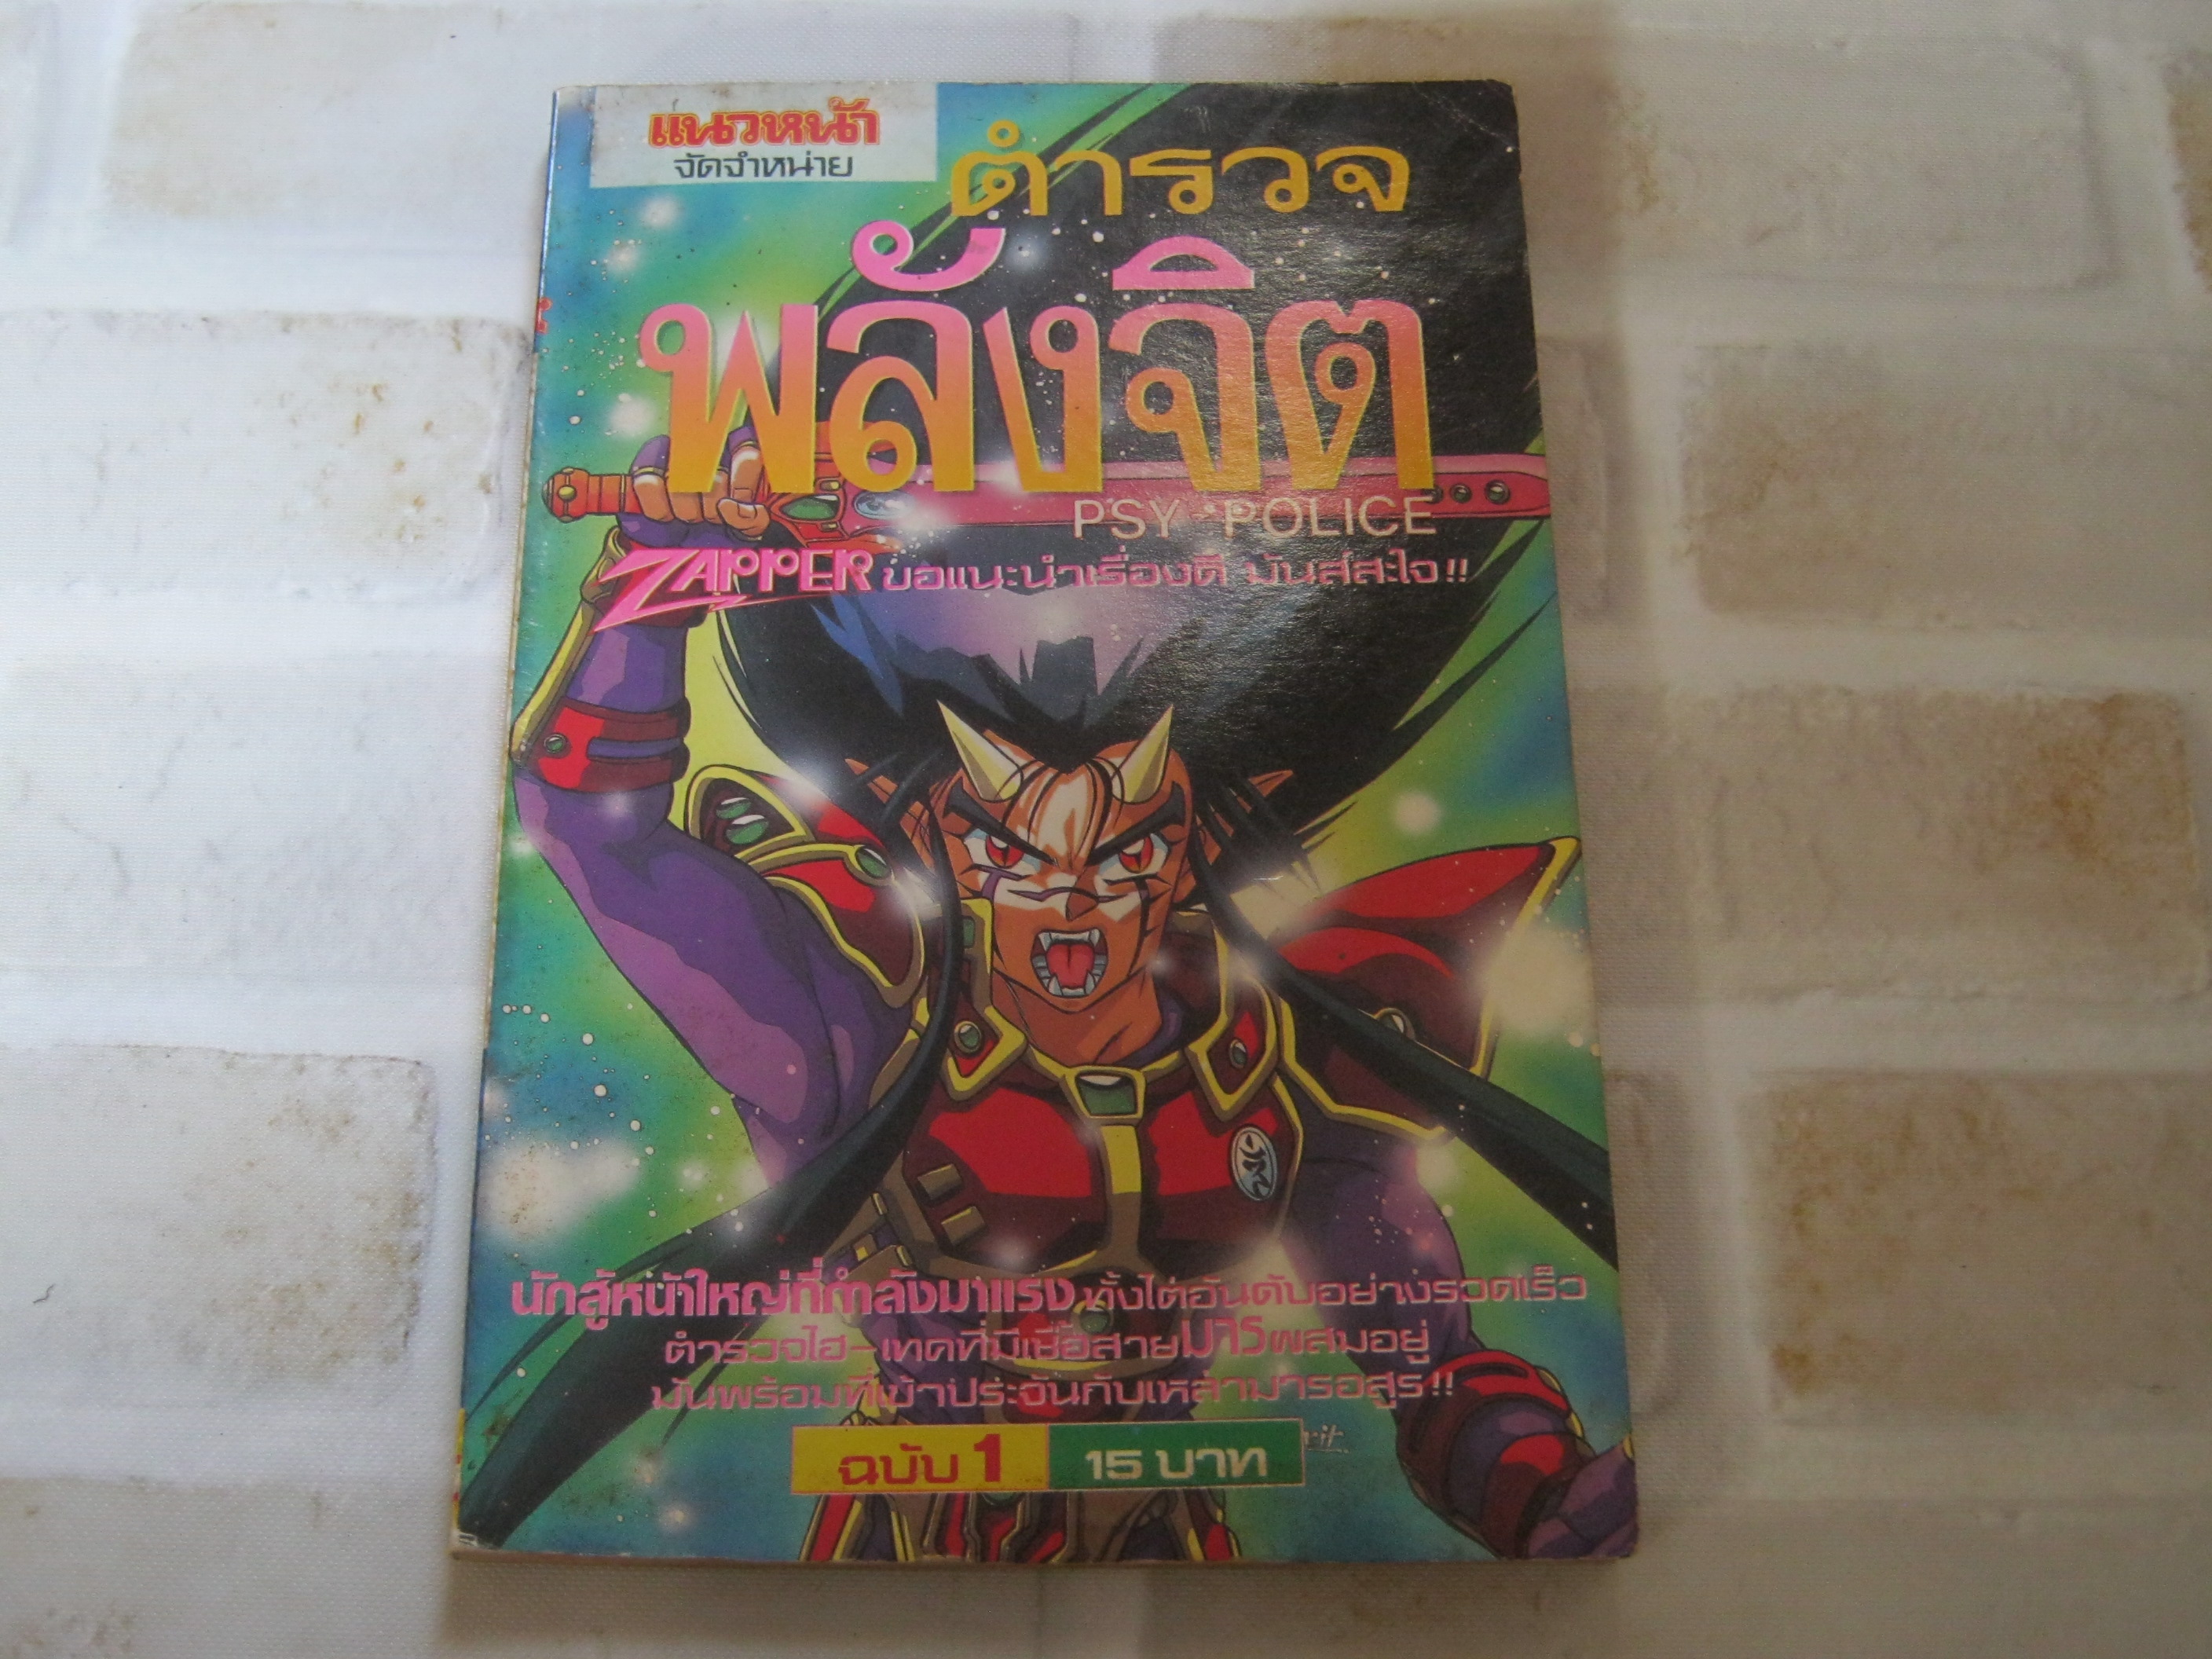 แนวหน้า
จัดจำหน่าย
ตำรวจ
พลังจิต
PSY POLICE
ZAPPER ขอแนะนำเรื่องดี มันส์สะใจ!!
นักสู้หน้าใหญ่ที่กำลังมาแรง ทั้งไต่อันดับอย่างรวดเร็ว
ตำรวจไฮ-เทคที่มีเชื้อสายมารผสมอยู่
มันพร้อมที่เข้าประจันกับเหล่ามารอสูร!!
ฉบับ 1 15 บาท